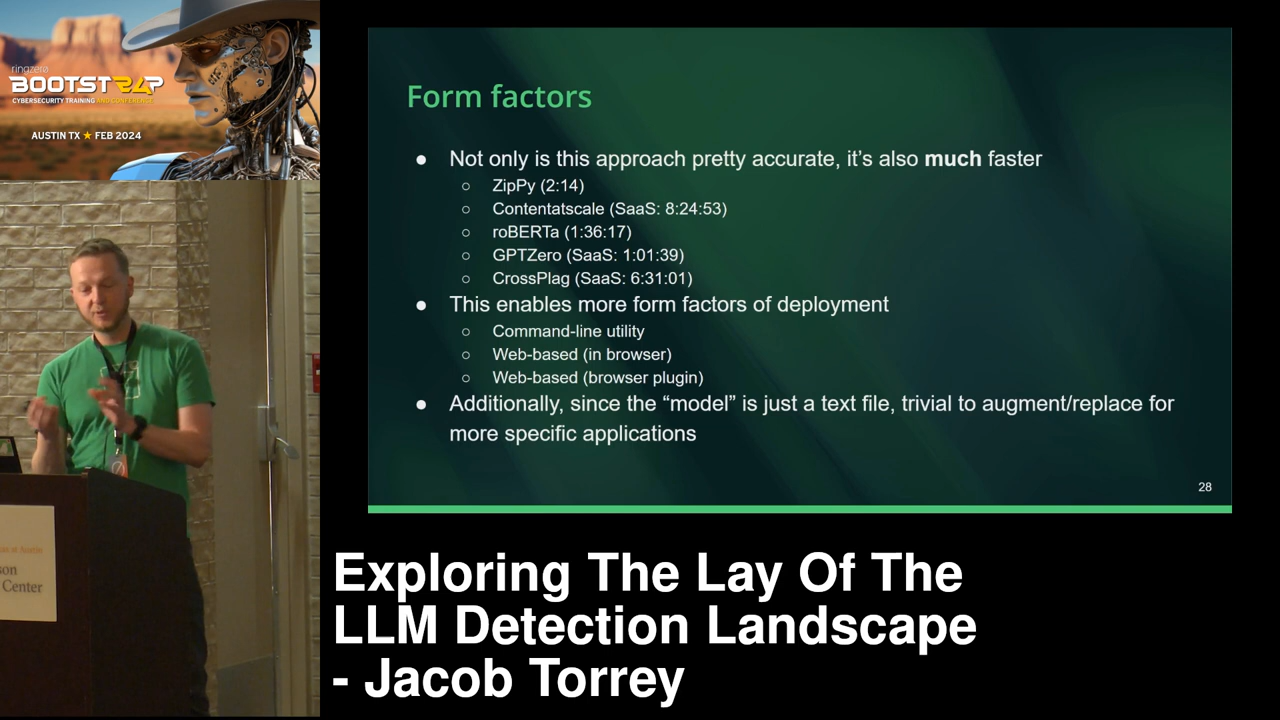 ringzerø
BOOTSTR24P
CYBERSECURITY TRAINING AND CONFERENCE
AUSTIN TX ★ FEB 2024
Form factors
● Not only is this approach pretty accurate, it’s also much faster
○ ZipPy (2:14)
○ Contentatscale (SaaS: 8:24:53)
○ roBERTa (1:36:17)
○ GPTZero (SaaS: 1:01:39)
○ CrossPlag (SaaS: 6:31:01)
● This enables more form factors of deployment
○ Command-line utility
○ Web-based (in browser)
○ Web-based (browser plugin)
● Additionally, since the “model” is just a text file, trivial to augment/replace for
more specific applications
28
at Austin
son
Center
Exploring The Lay Of The
LLM Detection Landscape
- Jacob Torrey